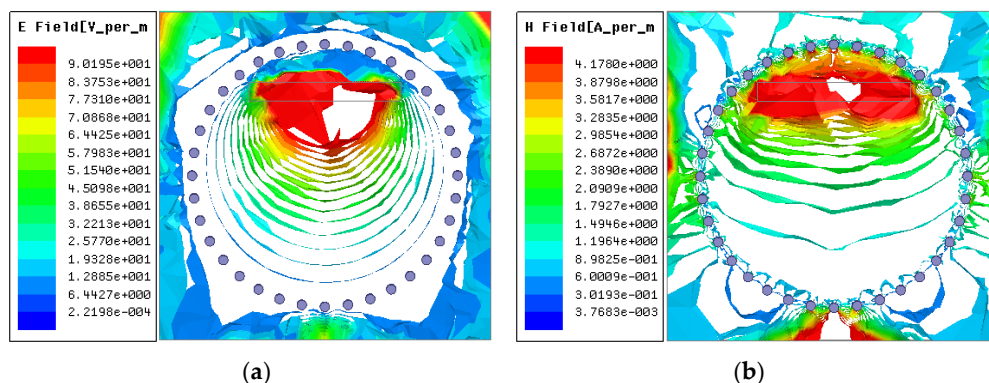 E Field[V_per_m
9.0195e+001
8.3753e+001
7.7310e+001
7.0868e+001
6.4425e+001
5.7983e+001
5.1540e+001
4.5098e+001
3.8655e+001
3.2213e+001
2.5770e+001
1.9328e+001
1.2885e+001
6.4427e+000
2.2198e-004
H Field[A_per_m
4.1780e+000
3.8798e+000
3.5817e+000
3.2835e+000
2.9854e+000
2.6872e+000
2.3890e+000
2.0909e+000
1.7927e+000
1.4946e+000
1.1964e+000
8.9825e-001
6.0009e-001
3.0193e-001
3.7683e-003
(a)
(b)